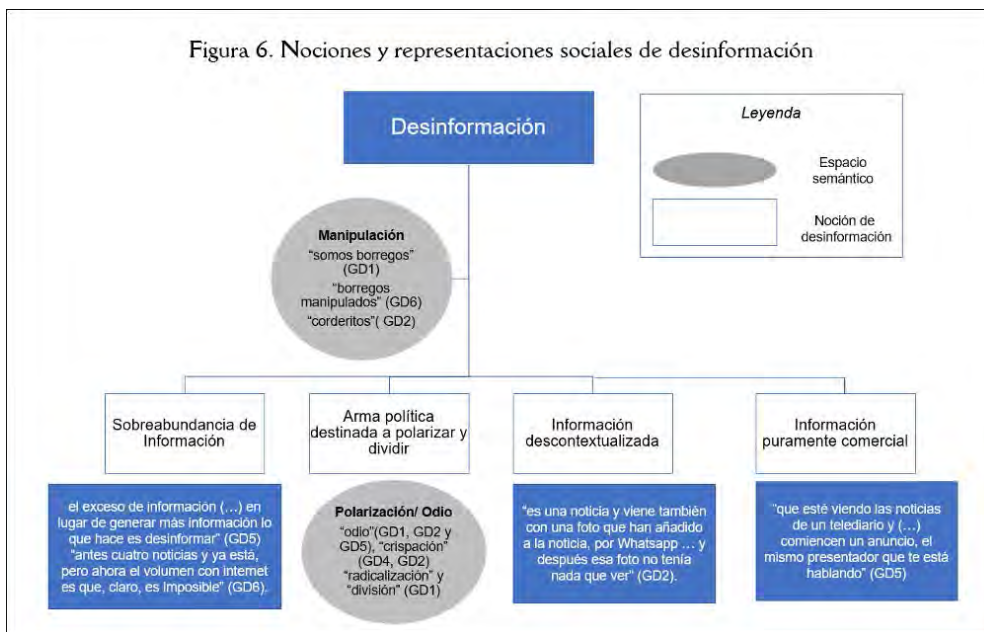 Figura 6. Nociones y representaciones sociales de desinformación
Desinformación
Leyenda
Espacio
semántico
Noción de
desinformación
Manipulación
“somos borregos”
(GD1)
“borregos
manipulados” (GD6)
“corderitos”( GD2)
Sobreabundancia de
Información
Arma política
destinada a polarizar y
dividir
Información
descontextualizada
Información
puramente comercial
el exceso de información (…) en
lugar de generar más información lo
que hace es desinformar” (GD5)
“antes cuatro noticias y ya está,
pero ahora el volumen con internet
es que, claro, es imposible” (GD6).
Polarización/ Odio
“odio”(GD1, GD2 y
GD5), “crispación”
(GD4, GD2)
“radicalización” y
“división” (GD1)
“es una noticia y viene también
con una foto que han añadido
a la noticia, por Whatsapp … y
después esa foto no tenía
nada que ver” (GD2).
“que esté viendo las noticias
de un telediario y (…)
comiencen un anuncio, el
mismo presentador que te está
hablando” (GD5)